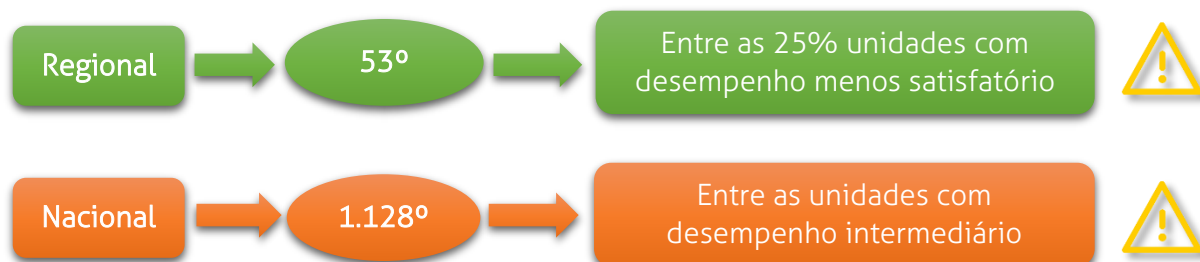 Regional
53º
Entre as 25% unidades com
desempenho menos satisfatório
Nacional
1.128º
Entre as unidades com
desempenho intermediário